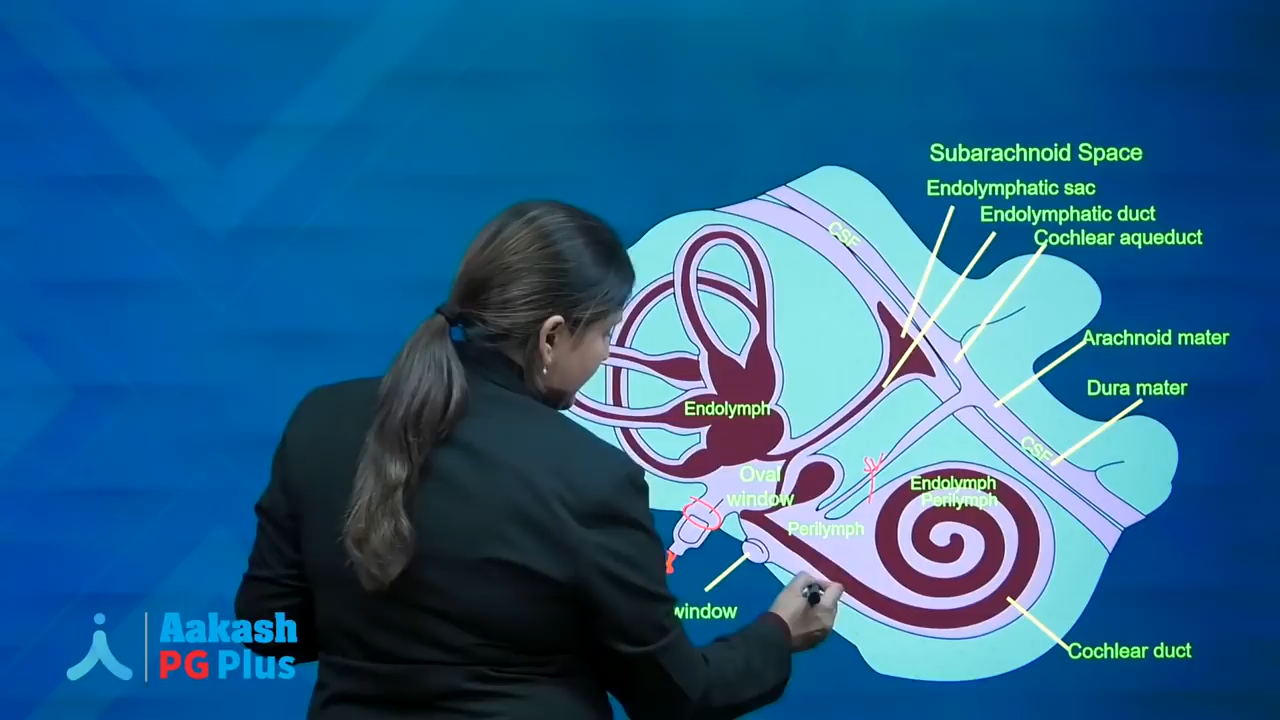 Subarachnoid Space
Endolymphatic sac
Endolymphatic duct
Cochlear aqueduct
CSF
Arachnoid mater
Dura mater
Endolymph
CSF
Oval
window
Endolymph
Perilymph
Perilymph
window
Cochlear duct
Aakash
PG Plus